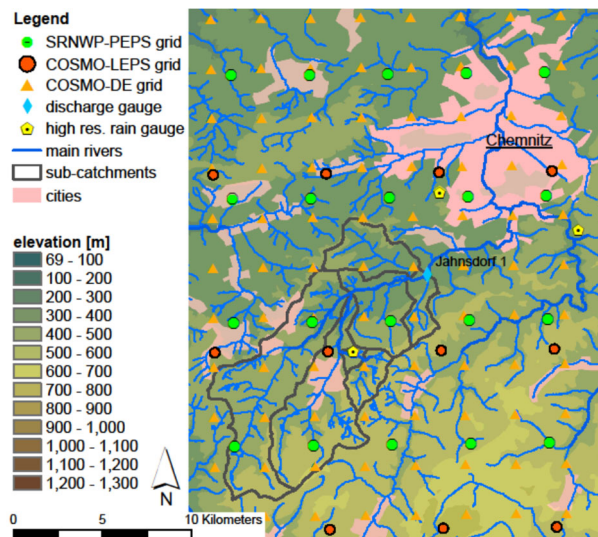 Legend
SRNWP-PEPS grid
COSMO-LEPS grid
COSMO-DE grid
discharge gauge
high res. rain gauge
main rivers
sub-catchments
cities
elevation [m]
69 - 100
100 - 200
200 - 300
300 - 400
400 - 500
500 - 600
600 - 700
700 - 800
800 - 900
900 - 1,000
1,000 - 1,100
1,100 - 1,200
1,200 - 1,300
N
0 5 10 Kilometers
Chemnitz
Jahnsdorf 1